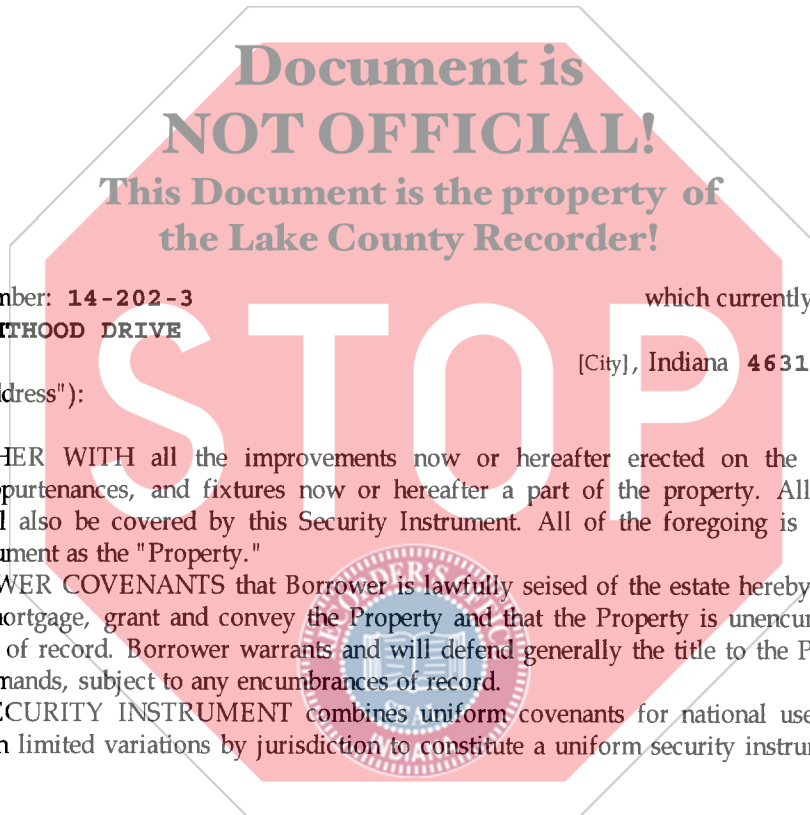 Document is
NOT OFFICIAL!
This Document is the property of
the Lake County Recorder!
mber: 14-202-3 which currently
ITHOOD DRIVE
[City], Indiana 4631
dress"):
STOP
HER WITH all the improvements now or hereafter erected on the
purtenances, and fixtures now or hereafter a part of the property. All
l also be covered by this Security Instrument. All of the foregoing is
ument as the "Property."
WER COVENANTS that Borrower is lawfully seised of the estate hereby
ortgage, grant and convey the Property and that the Property is unencu
of record. Borrower warrants and will defend generally the title to the P
mands, subject to any encumbrances of record.
ECURITY INSTRUMENT combines uniform covenants for national use
h limited variations by jurisdiction to constitute a uniform security instru
SEAL
INDIANA